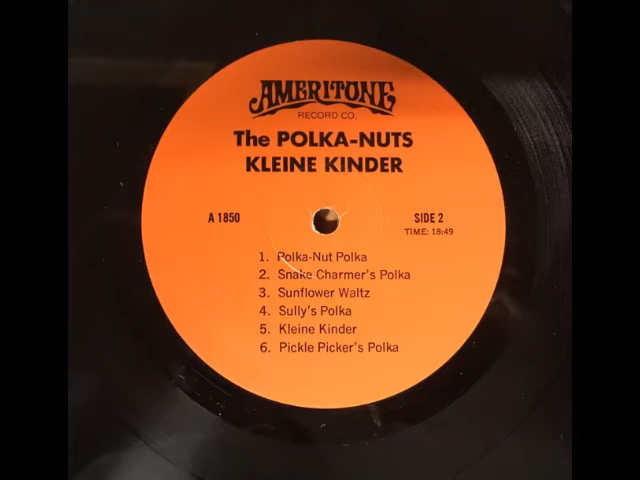 AMERITONE
RECORD CO.
The POLKA-NUTS
KLEINE KINDER
A 1850
SIDE 2
TIME: 18:49
1. Polka-Nut Polka
2. Snake Charmer's Polka
3. Sunflower Waltz
4. Sully's Polka
5. Kleine Kinder
6. Pickle Picker's Polka